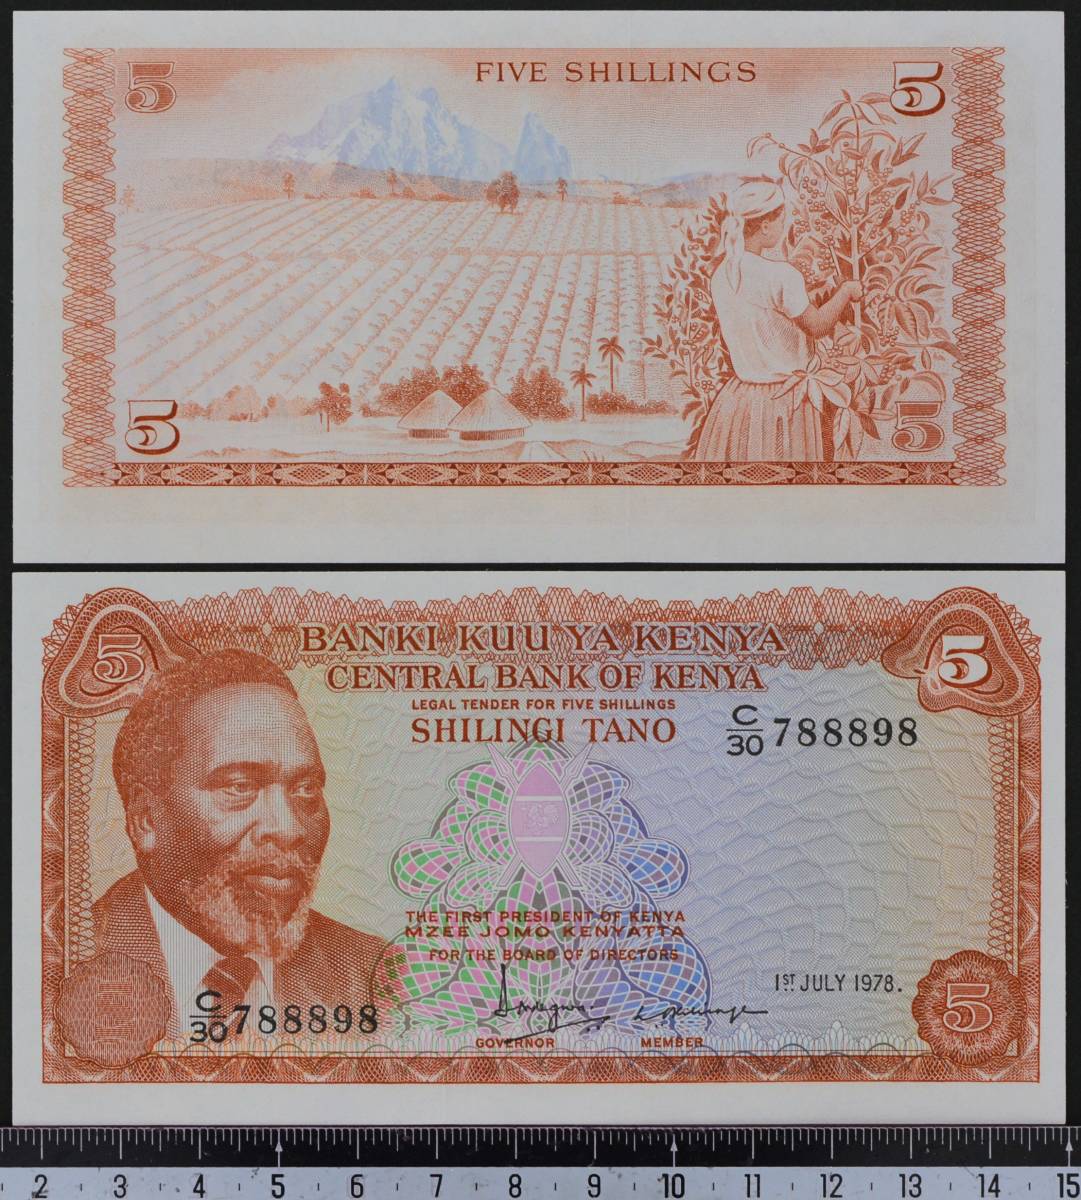 FIVE SHILLINGS
5
5
5
5
BANKI KUU YA KENYA
5
5
CENTRAL BANK OF KENYA
LEGAL TENDER FOR FIVE SHILLINGS
SHILINGI TANO
C/30 788898
THE FIRST PRESIDENT OF KENYA
MZEE JOMO KENYATTA
FOR THE BOARD OF DIRECTORS
1ST JULY 1978.
C/30 788898
5
GOVERNOR MEMBER
2 3 4 5 6 7 8 9 10 11 12 13 14 15